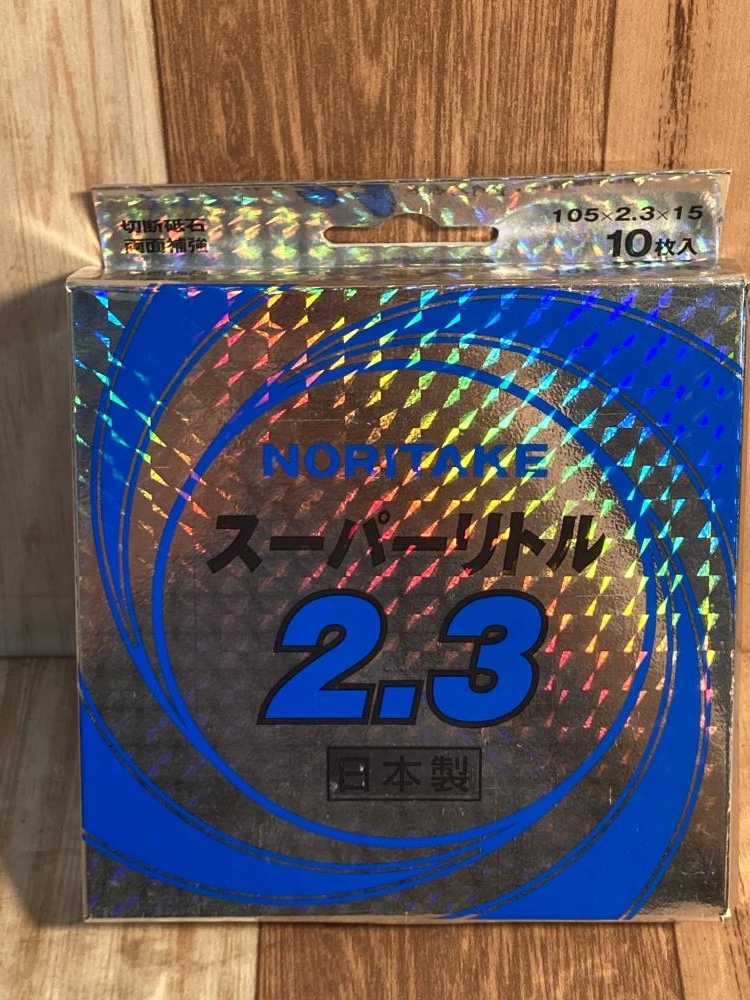 切断砥石
両面補強
105×2.3×15
10枚入
NORITAKE
スーパーリトル
2.3
日本製